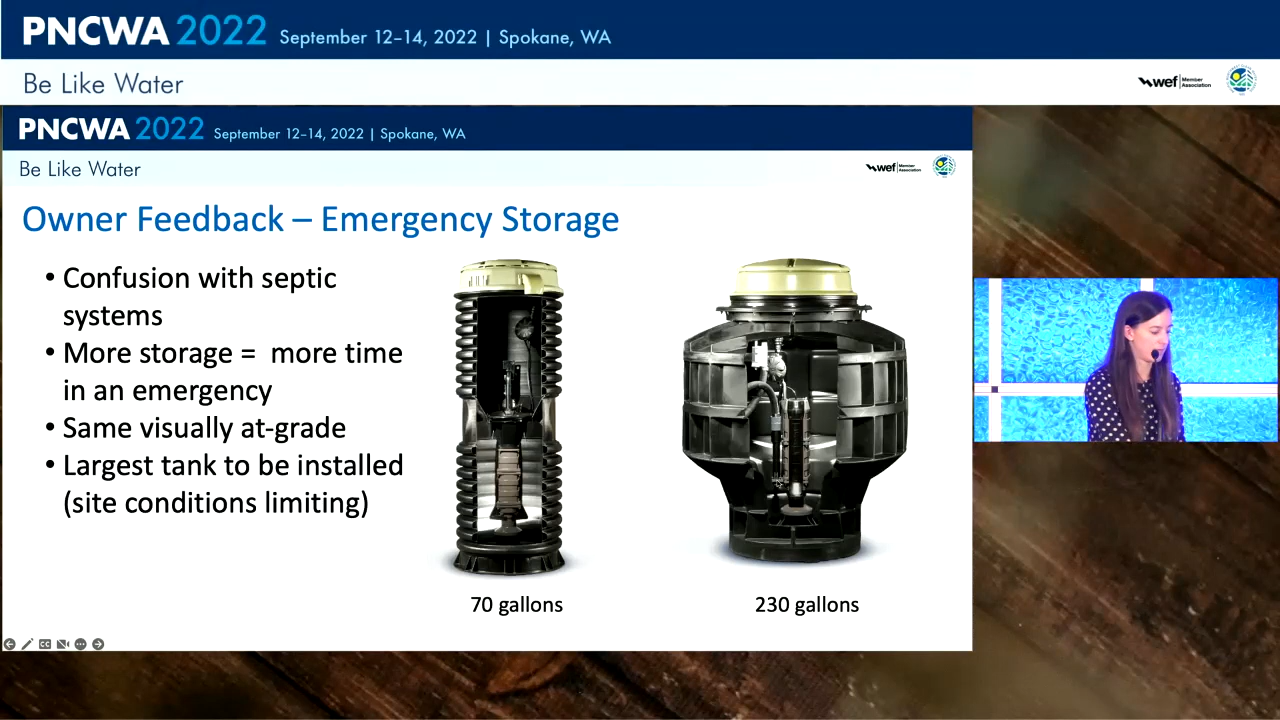 PNCWA 2022 September 12–14, 2022 | Spokane, WA
Be Like Water
wef Member Association
PNCWA 2022 September 12–14, 2022 | Spokane, WA
Be Like Water
wef Member Association
Owner Feedback – Emergency Storage
• Confusion with septic
systems
• More storage = more time
in an emergency
• Same visually at-grade
• Largest tank to be installed
(site conditions limiting)
70 gallons
230 gallons